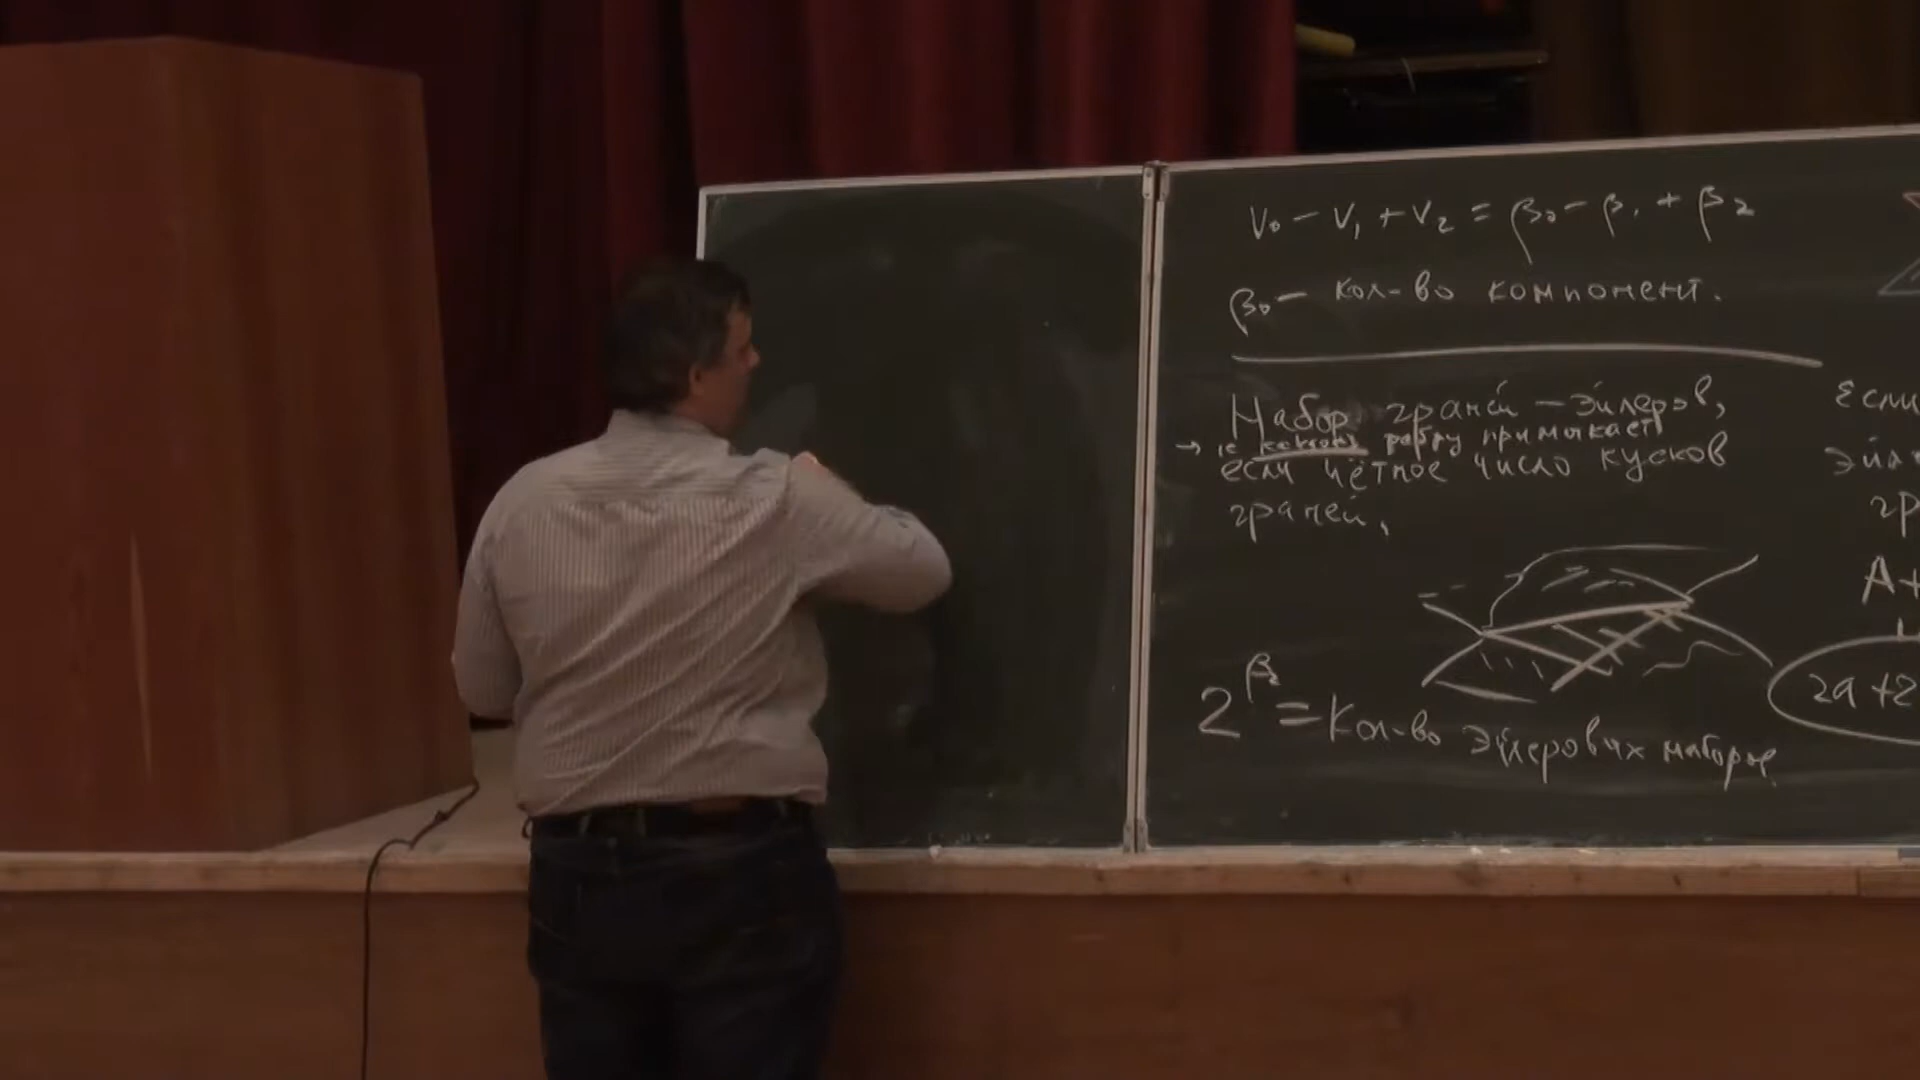 V₀ - V₁ + V₂ = β₀ - β₁ + β₂
β₀ - кол-во компонент.
Набор граней - эйлеров,
→ к каждому ребру примыкает
если чётное число кусков
граней.
2^β₂ = Кол-во эйлеровых наборов
если
A+
2a+2